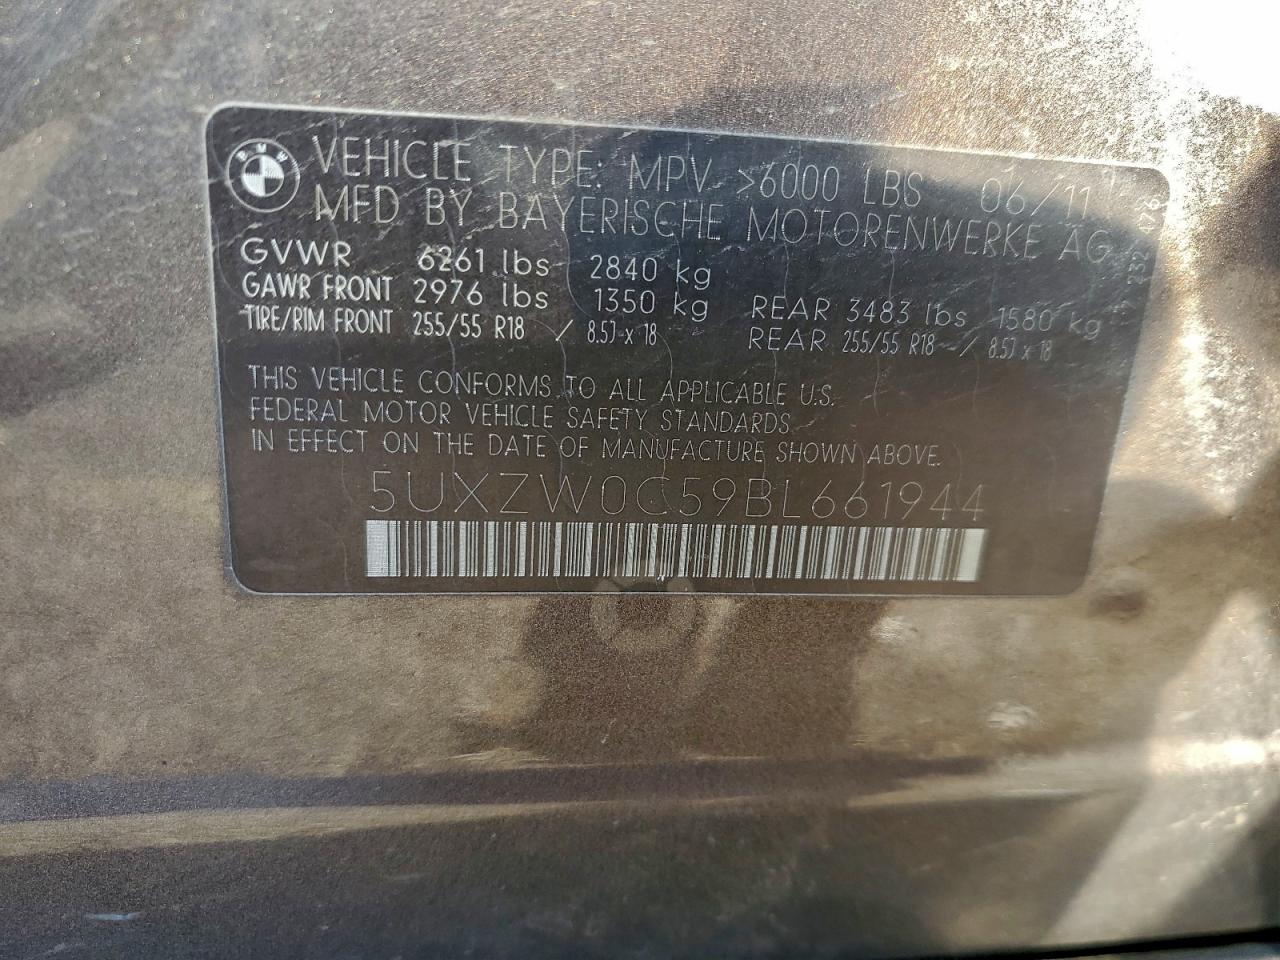 BMW
VEHICLE TYPE: MPV >6000 LBS 06/11
MFD BY BAYERISCHE MOTORENWERKE AG
GVWR 6261 lbs 2840 kg
GAWR FRONT 2976 lbs 1350 kg REAR 3483 lbs 1580 kg
TIRE/RIM FRONT 255/55 R18 / 8.5J x 18 REAR 255/55 R18 / 8.5J x 18
THIS VEHICLE CONFORMS TO ALL APPLICABLE U.S.
FEDERAL MOTOR VEHICLE SAFETY STANDARDS
IN EFFECT ON THE DATE OF MANUFACTURE SHOWN ABOVE.
5UXZW0C59BL661944